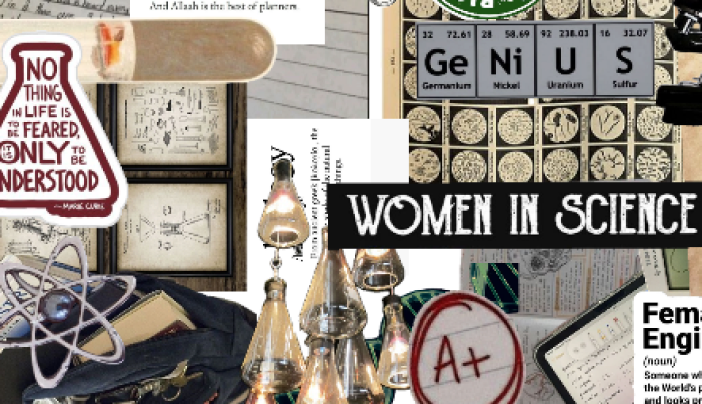 And Allaah is the best of planners
NO
THING
IN LIFE IS
TO BE FEARED,
IT IS ONLY TO BE
UNDERSTOOD
—MARIE CURIE
32 72.61
Ge
Germanium
28 58.69
Ni
Nickel
92 238.03
U
Uranium
16 32.07
S
Sulfur
WOMEN IN SCIENCE
A+
Fema
Engi
(noun)
Someone wh
the World's p
and looks pr